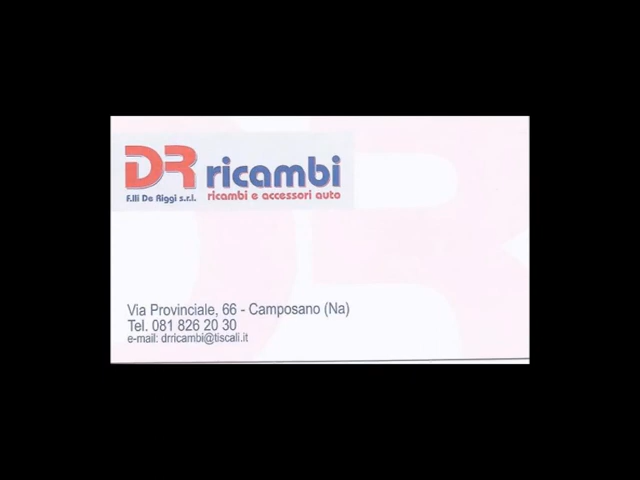 DR ricambi
F.lli De Riggi s.r.l. ricambi e accessori auto
Via Provinciale, 66 - Camposano (Na)
Tel. 081 826 20 30
e-mail: drricambi@tiscali.it